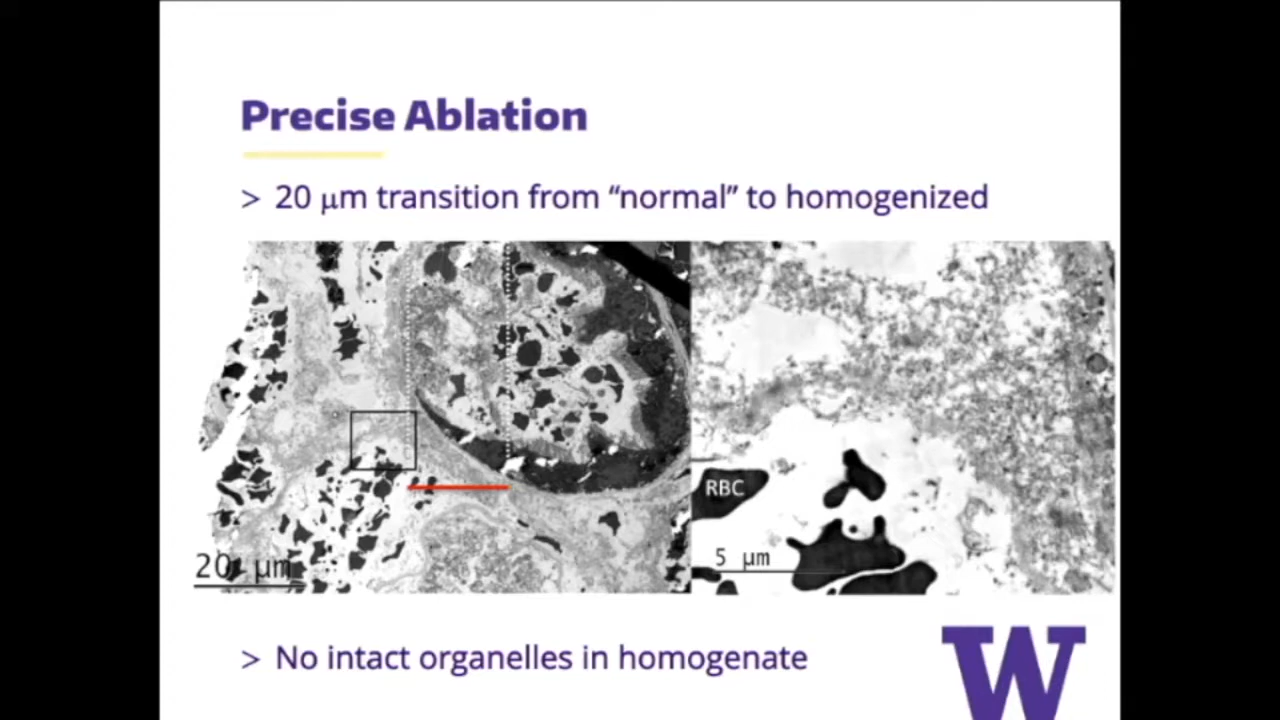 Precise Ablation
> 20 μm transition from “normal” to homogenized
RBC
20 μm
5 μm
> No intact organelles in homogenate
W